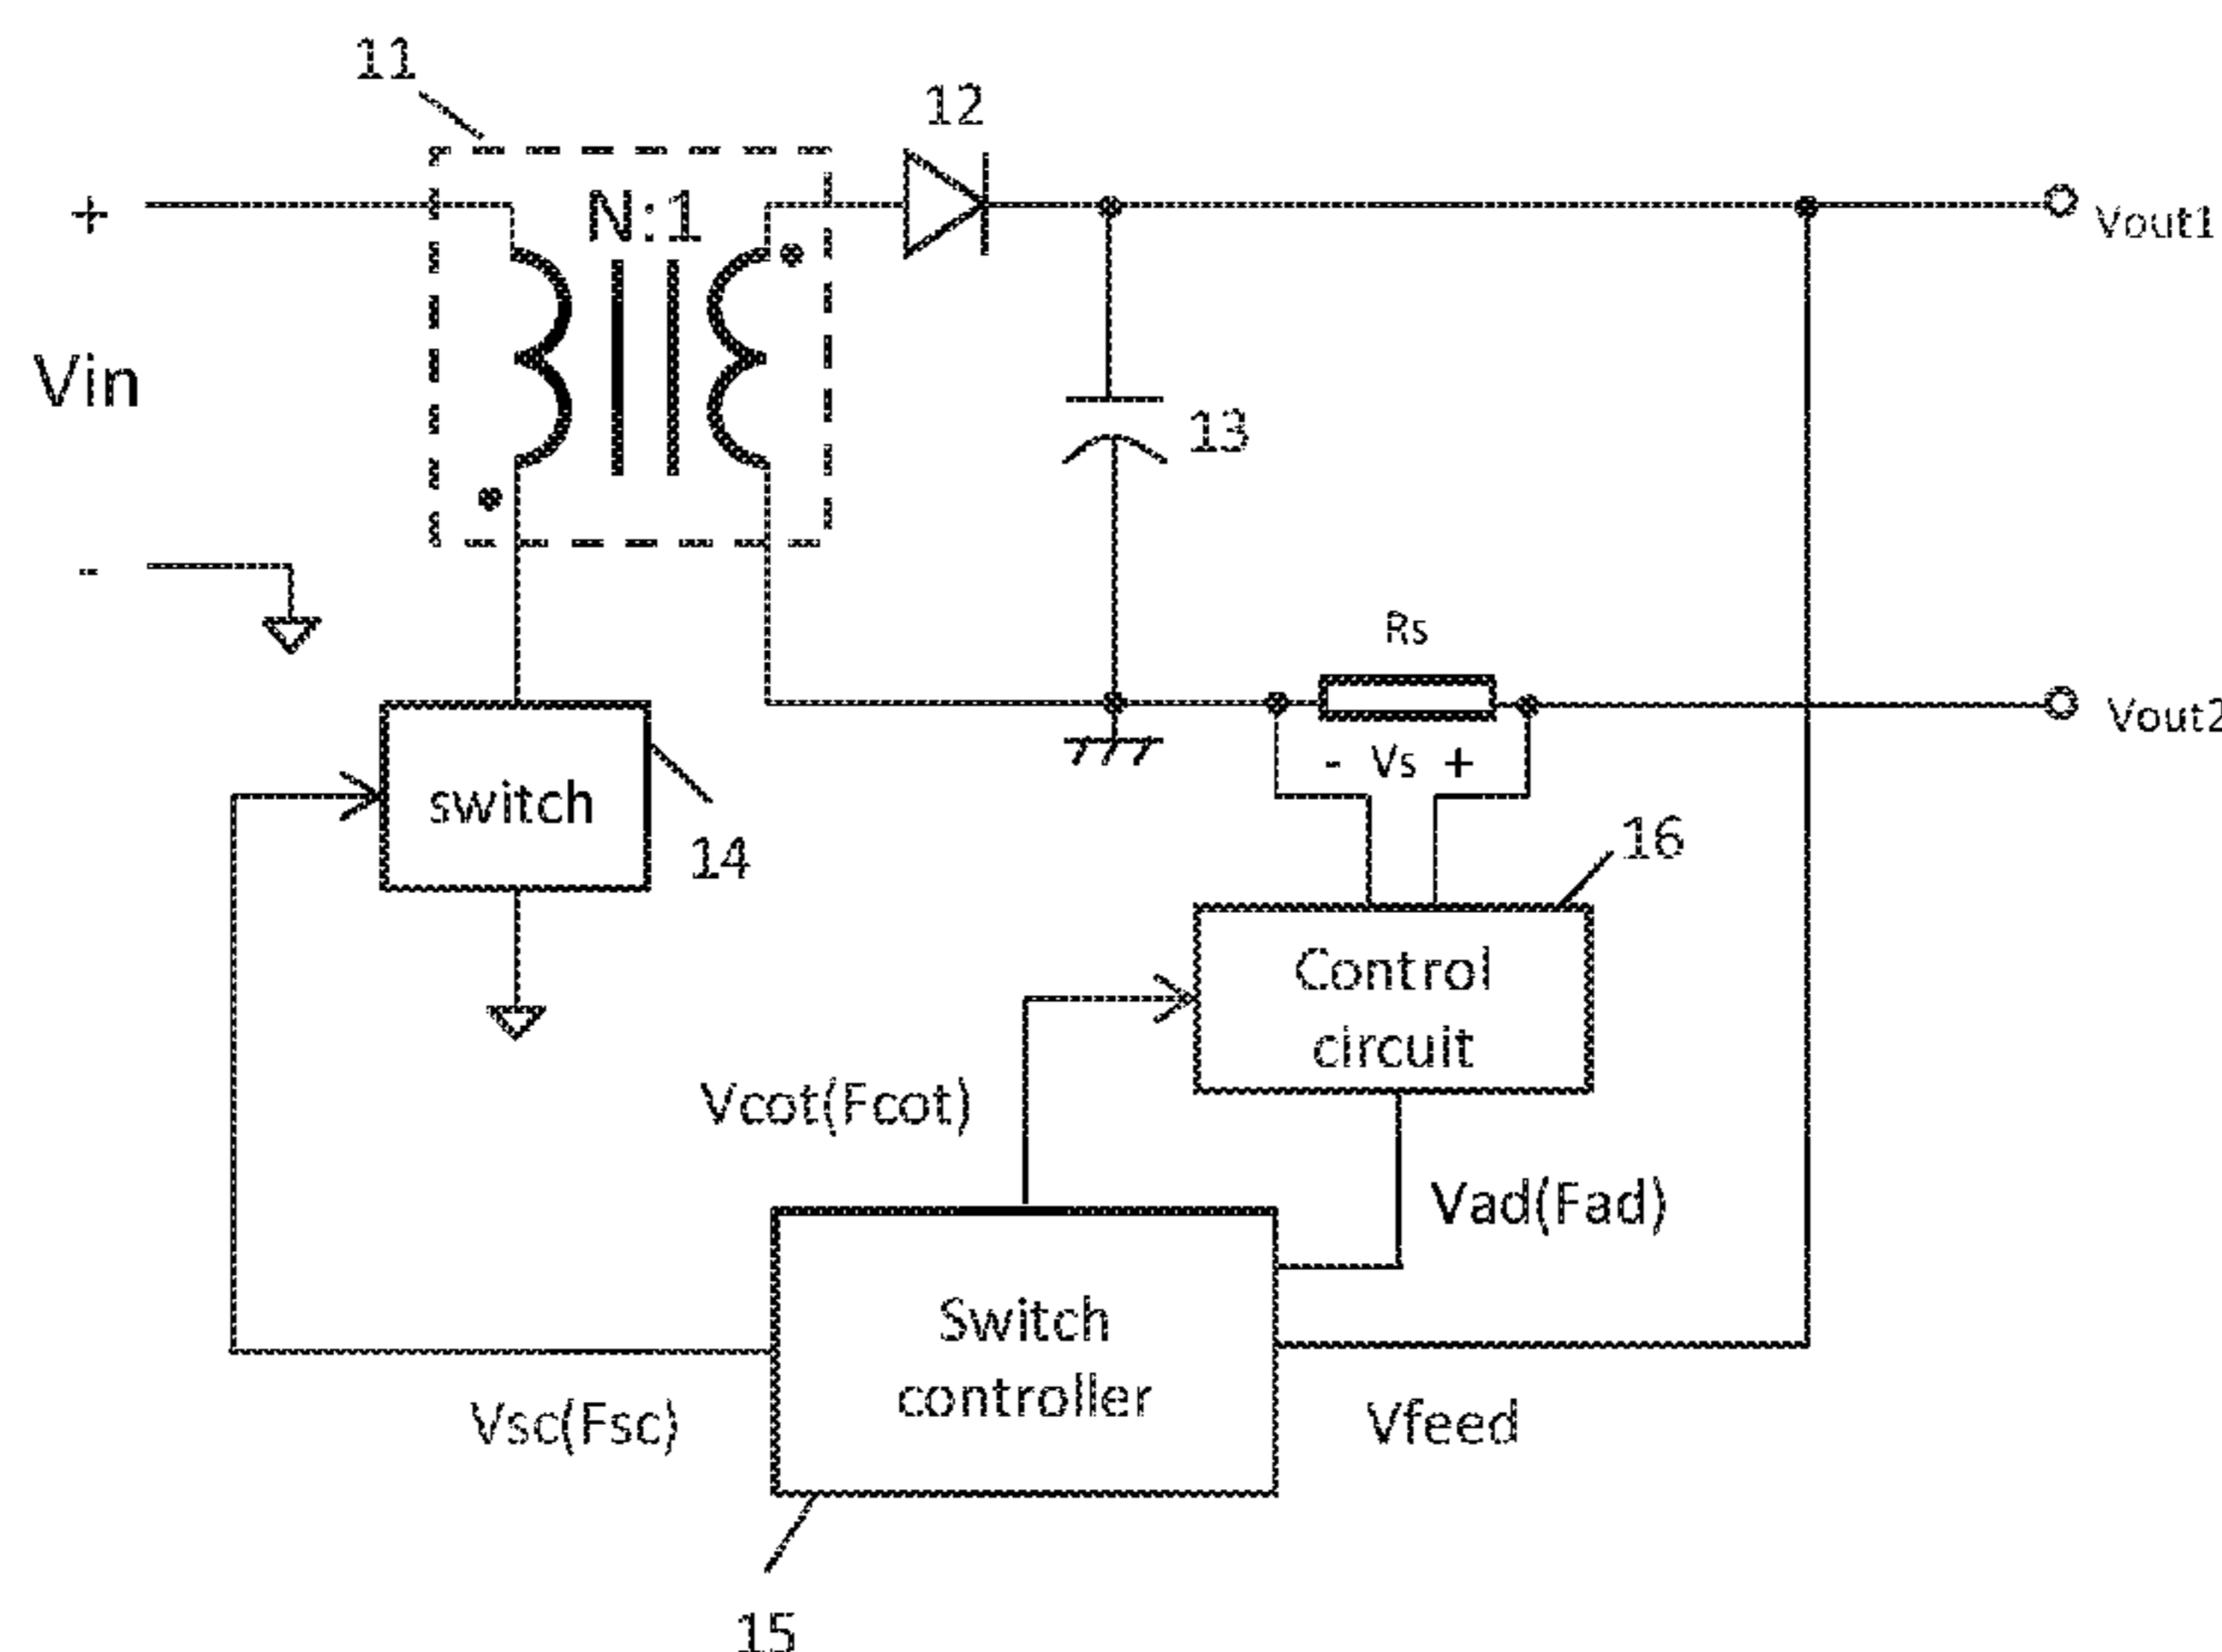 11
12
N:1
+
Vout1
Vin
13
-
Rs
Vout2
- Vs +
switch
14
16
Control
circuit
Vcot(Fcot)
Vad(Fad)
Switch
controller
Vsc(Fsc)
Vfeed
15